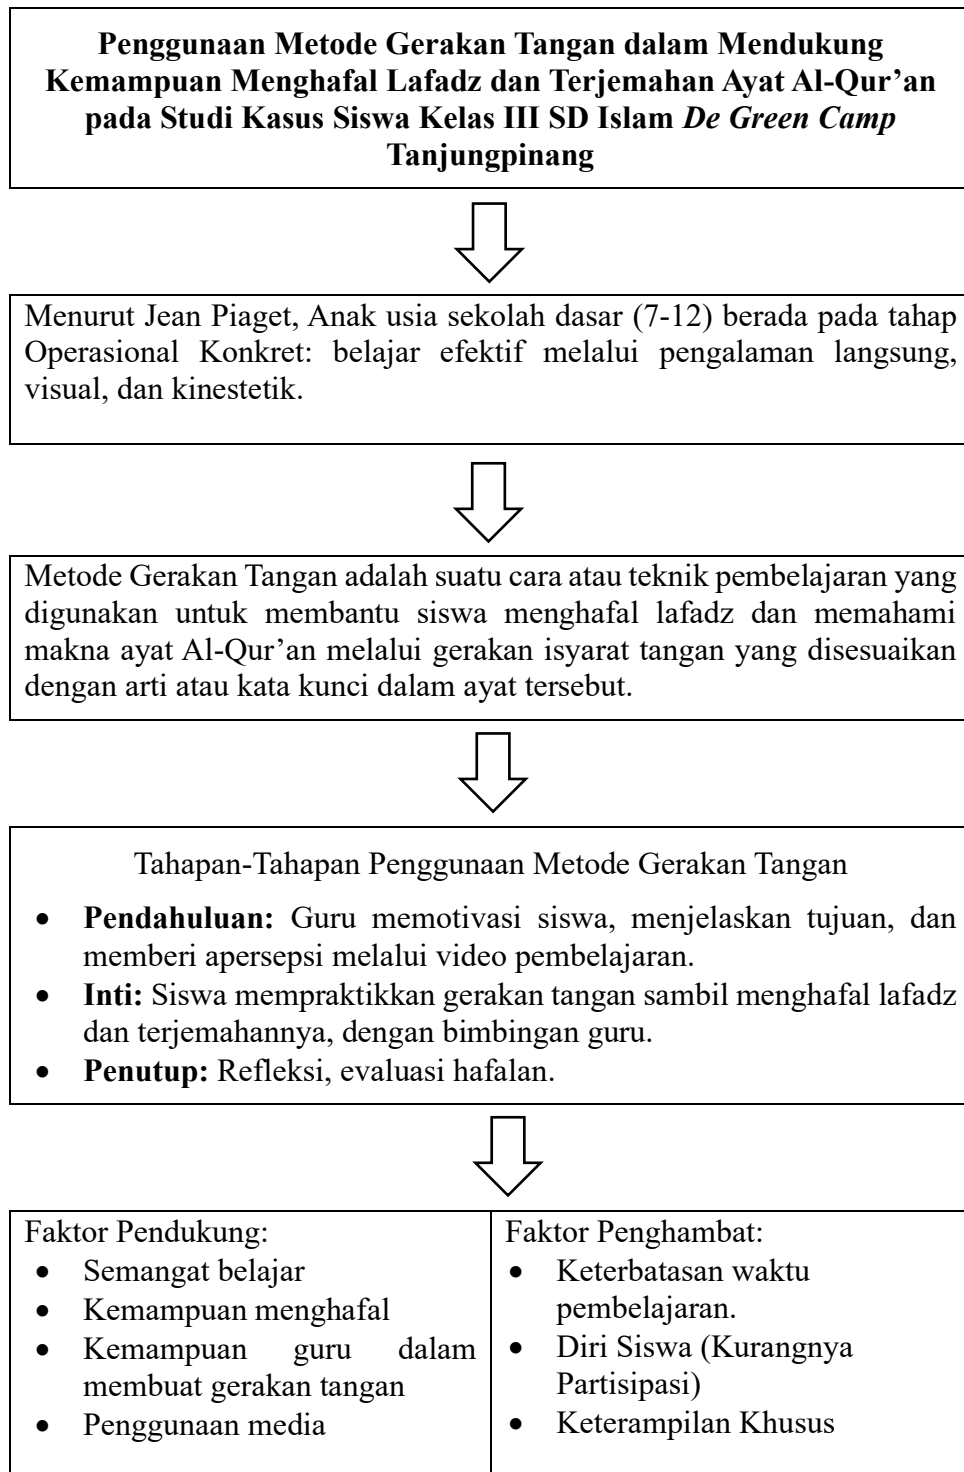 Penggunaan Metode Gerakan Tangan dalam Mendukung
Kemampuan Menghafal Lafadz dan Terjemahan Ayat Al-Qur’an
pada Studi Kasus Siswa Kelas III SD Islam De Green Camp
Tanjungpinang
Menurut Jean Piaget, Anak usia sekolah dasar (7-12) berada pada tahap
Operasional Konkret: belajar efektif melalui pengalaman langsung,
visual, dan kinestetik.
Metode Gerakan Tangan adalah suatu cara atau teknik pembelajaran yang
digunakan untuk membantu siswa menghafal lafadz dan memahami
makna ayat Al-Qur’an melalui gerakan isyarat tangan yang disesuaikan
dengan arti atau kata kunci dalam ayat tersebut.
Tahapan-Tahapan Penggunaan Metode Gerakan Tangan
• Pendahuluan: Guru memotivasi siswa, menjelaskan tujuan, dan
memberi apersepsi melalui video pembelajaran.
• Inti: Siswa mempraktikkan gerakan tangan sambil menghafal lafadz
dan terjemahannya, dengan bimbingan guru.
• Penutup: Refleksi, evaluasi hafalan.
Faktor Pendukung:
• Semangat belajar
• Kemampuan menghafal
• Kemampuan guru dalam
membuat gerakan tangan
• Penggunaan media
Faktor Penghambat:
• Keterbatasan waktu
pembelajaran.
• Diri Siswa (Kurangnya
Partisipasi)
• Keterampilan Khusus